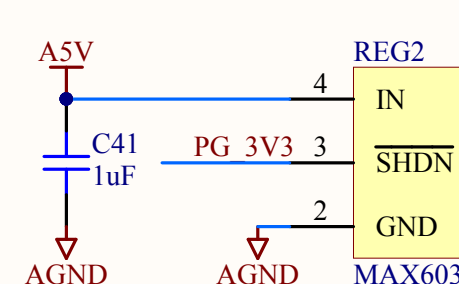 A5V
REG2
4
IN
C41
1uF
PG_3V3
3
SHDN
2
GND
AGND
AGND
MAX603